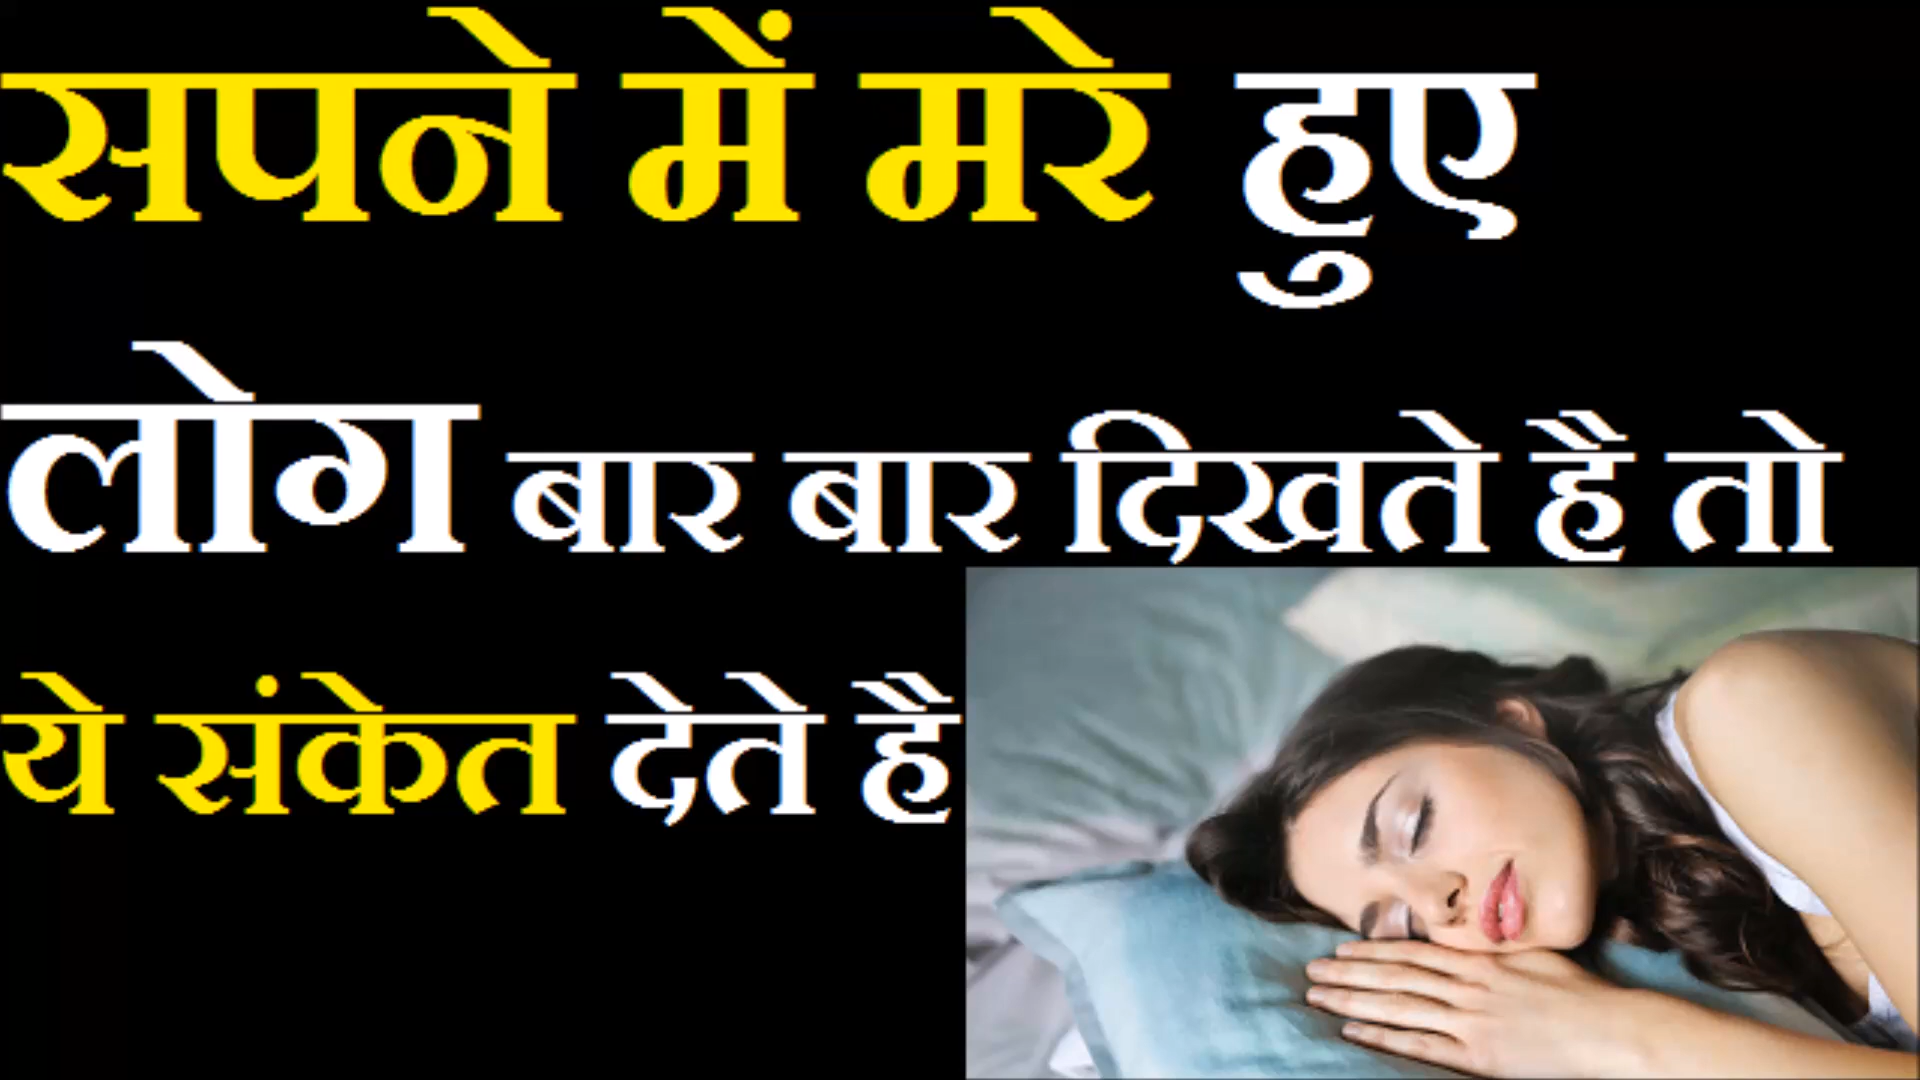 सपने में मरे हुए
लोग बार बार दिखते है तो
ये संकेत देते है